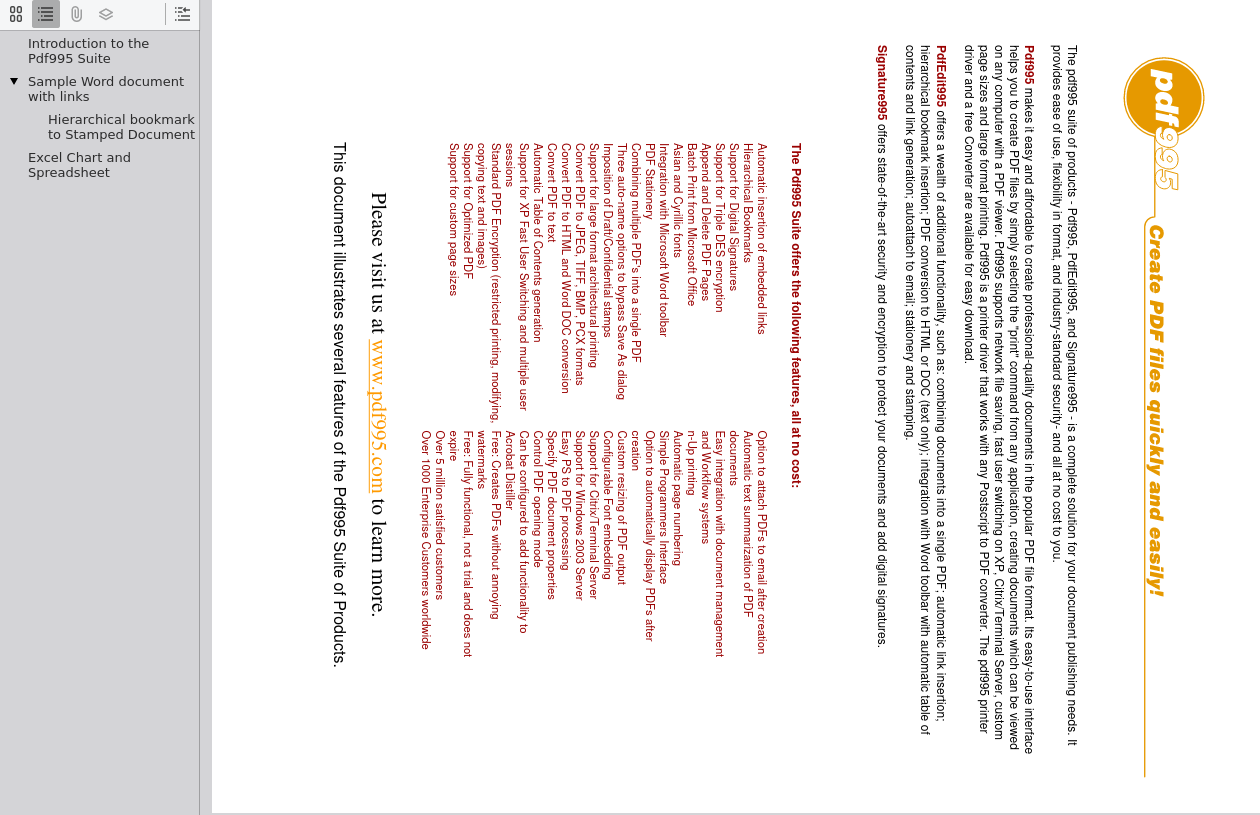 Introduction to the
Pdf995 Suite
Sample Word document
with links
Hierarchical bookmark
to Stamped Document
Excel Chart and
Spreadsheet
pdf995
Create PDF files quickly and easily!
The pdf995 suite of products - Pdf995, PdfEdit995, and Signature995 - is a complete solution for your document publishing needs. It
provides ease of use, flexibility in format, and industry-standard security- and all at no cost to you.
Pdf995 makes it easy and affordable to create professional-quality documents in the popular PDF file format. Its easy-to-use interface
helps you to create PDF files by simply selecting the "print" command from any application, creating documents which can be viewed
on any computer with a PDF viewer. Pdf995 supports network file saving, fast user switching on XP, Citrix/Terminal Server, custom
page sizes and large format printing. Pdf995 is a printer driver that works with any Postscript to PDF converter. The pdf995 printer
driver and a free Converter are available for easy download.
PdfEdit995 offers a wealth of additional functionality, such as: combining documents into a single PDF; automatic link insertion;
hierarchical bookmark insertion; PDF conversion to HTML or DOC (text only); integration with Word toolbar with automatic table of
contents and link generation; autoattach to email; stationery and stamping.
Signature995 offers state-of-the-art security and encryption to protect your documents and add digital signatures.
The Pdf995 Suite offers the following features, all at no cost:
Automatic insertion of embedded links
Hierarchical Bookmarks
Support for Digital Signatures
Support for Triple DES encryption
Append and Delete PDF Pages
Batch Print from Microsoft Office
Asian and Cyrillic fonts
Integration with Microsoft Word toolbar
PDF Stationery
Combining multiple PDF's into a single PDF
Three auto-name options to bypass Save As dialog
Imposition of Draft/Confidential stamps
Support for large format architectural printing
Convert PDF to JPEG, TIFF, BMP, PCX formats
Convert PDF to HTML and Word DOC conversion
Convert PDF to text
Automatic Table of Contents generation
Support for XP Fast User Switching and multiple user
sessions
Standard PDF Encryption (restricted printing, modifying,
copying text and images)
Support for Optimized PDF
Support for custom page sizes
Option to attach PDFs to email after creation
Automatic text summarization of PDF
documents
Easy integration with document management
and Workflow systems
n-Up printing
Automatic page numbering
Simple Programmers Interface
Option to automatically display PDFs after
creation
Custom resizing of PDF output
Configurable Font embedding
Support for Citrix/Terminal Server
Support for Windows 2003 Server
Easy PS to PDF processing
Specify PDF document properties
Control PDF opening mode
Can be configured to add functionality to
Acrobat Distiller
Free: Creates PDFs without annoying
watermarks
Free: Fully functional, not a trial and does not
expire
Over 5 million satisfied customers
Over 1000 Enterprise Customers worldwide
Please visit us at www.pdf995.com to learn more.
This document illustrates several features of the Pdf995 Suite of Products.